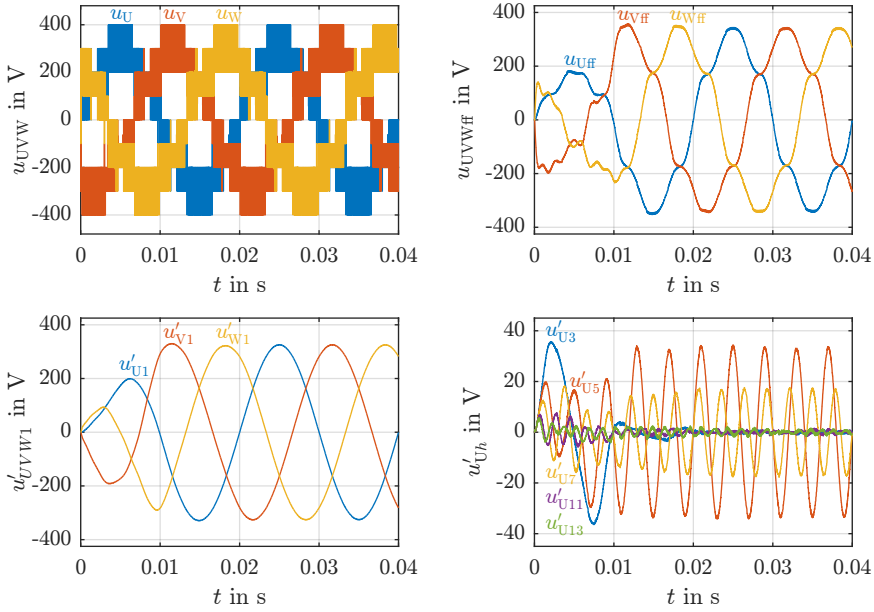 u_U u_V u_W
400
200
0
-200
-400
u_UVW in V
0 0.01 0.02 0.03 0.04
t in s
u_Vff u_Wff
u_Uff
400
200
0
-200
-400
u_UVWff in V
0 0.01 0.02 0.03 0.04
t in s
u′_V1 u′_W1
u′_U1
400
200
0
-200
-400
u′_UVW1 in V
0 0.01 0.02 0.03 0.04
t in s
u′_U3
u′_U5
u′_U7
u′_U11
u′_U13
40
20
0
-20
-40
u′_Uh in V
0 0.01 0.02 0.03 0.04
t in s